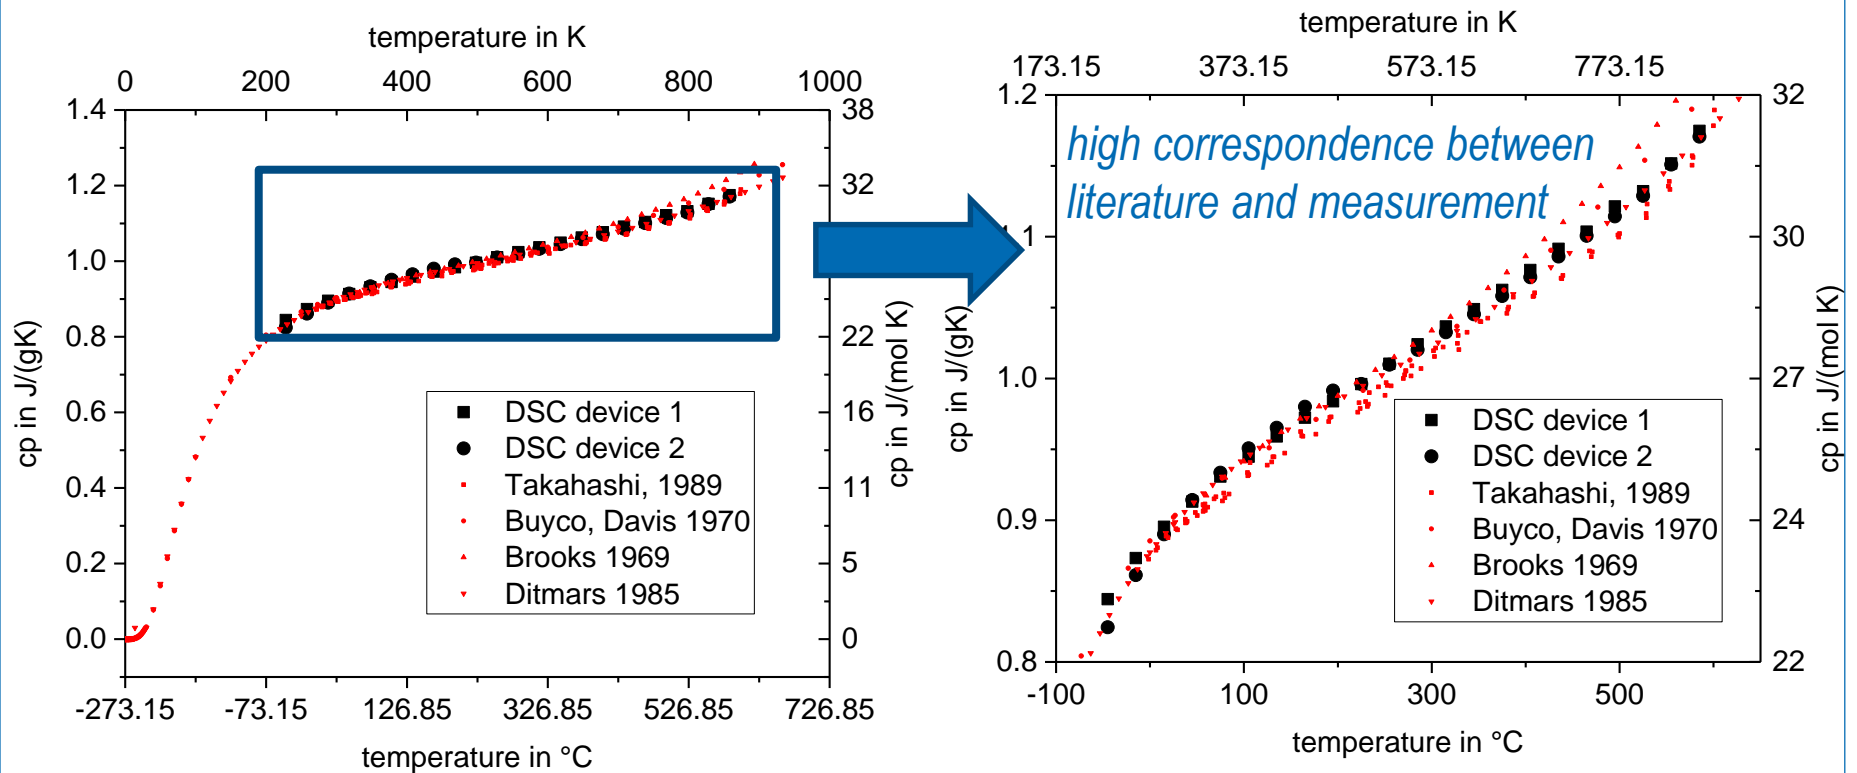 temperature in K
0 200 400 600 800 1000
1.4
1.2
1.0
0.8
0.6
0.4
0.2
0.0
cp in J/(gK)
38
32
22
16
11
5
0
cp in J/(mol K)
DSC device 1
DSC device 2
Takahashi, 1989
Buyco, Davis 1970
Brooks 1969
Ditmars 1985
-273.15 -73.15 126.85 326.85 526.85 726.85
temperature in °C
temperature in K
173.15 373.15 573.15 773.15
high correspondence between
literature and measurement
1.2
1.0
0.9
0.8
cp in J/(gK)
32
30
27
24
22
cp in J/(mol K)
DSC device 1
DSC device 2
Takahashi, 1989
Buyco, Davis 1970
Brooks 1969
Ditmars 1985
-100 100 300 500
temperature in °C